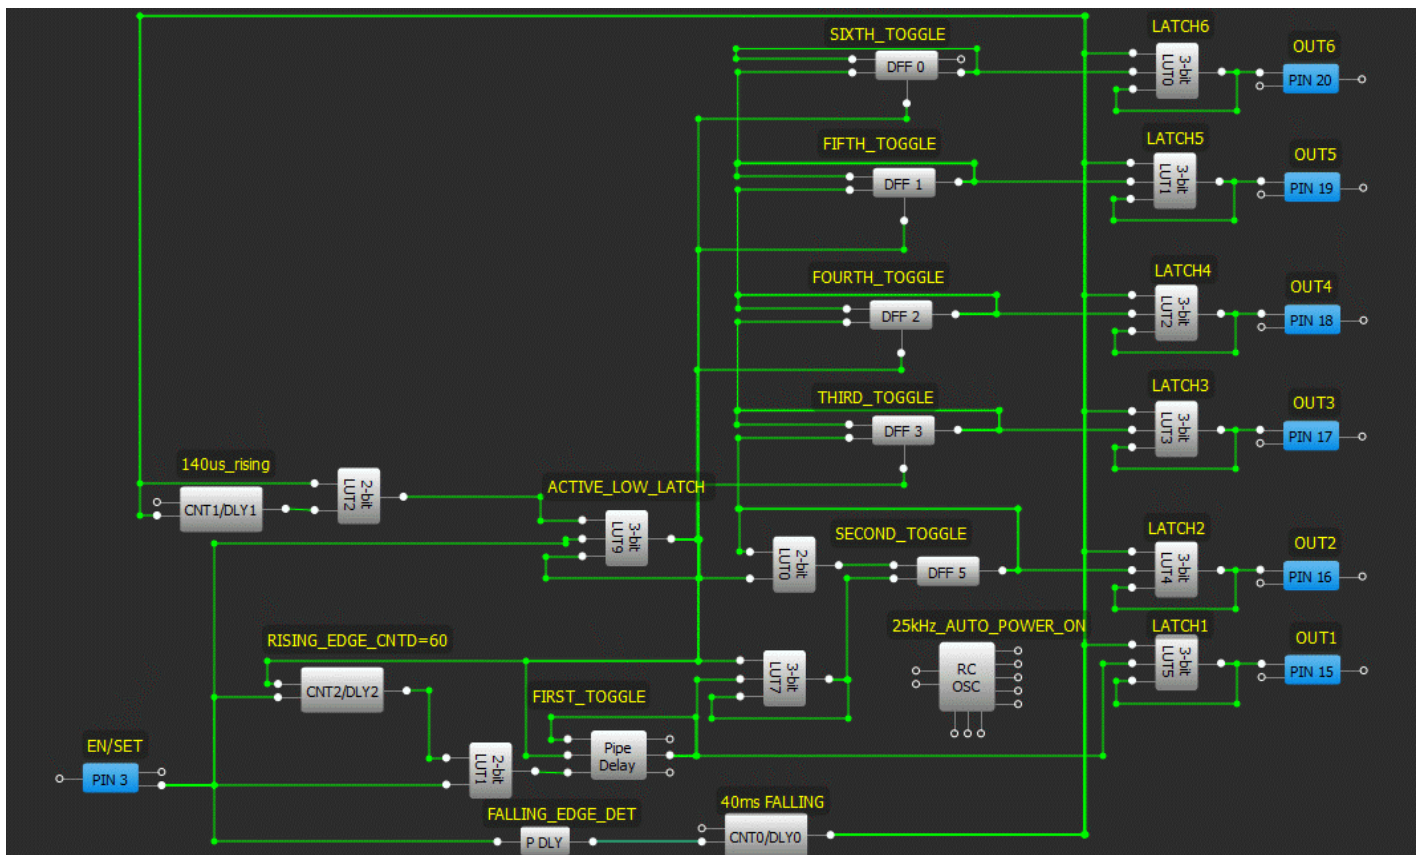 LATCH6
SIXTH_TOGGLE
OUT6
DFF 0
3-bit
LUT0
PIN 20
FIFTH_TOGGLE
LATCH5
OUT5
DFF 1
3-bit
LUT1
PIN 19
FOURTH_TOGGLE
LATCH4
OUT4
DFF 2
3-bit
LUT2
PIN 18
THIRD_TOGGLE
LATCH3
OUT3
DFF 3
3-bit
LUT3
PIN 17
140us_rising
CNT1/DLY1
2-bit
LUT2
ACTIVE_LOW_LATCH
3-bit
LUT9
SECOND_TOGGLE
2-bit
LUT0
DFF 5
LATCH2
OUT2
3-bit
LUT4
PIN 16
25kHz_AUTO_POWER_ON
RC
OSC
LATCH1
OUT1
3-bit
LUT5
PIN 15
RISING_EDGE_CNTD=60
CNT2/DLY2
3-bit
LUT7
FIRST_TOGGLE
Pipe
Delay
EN/SET
PIN 3
2-bit
LUT1
FALLING_EDGE_DET
P DLY
40ms FALLING
CNT0/DLY0